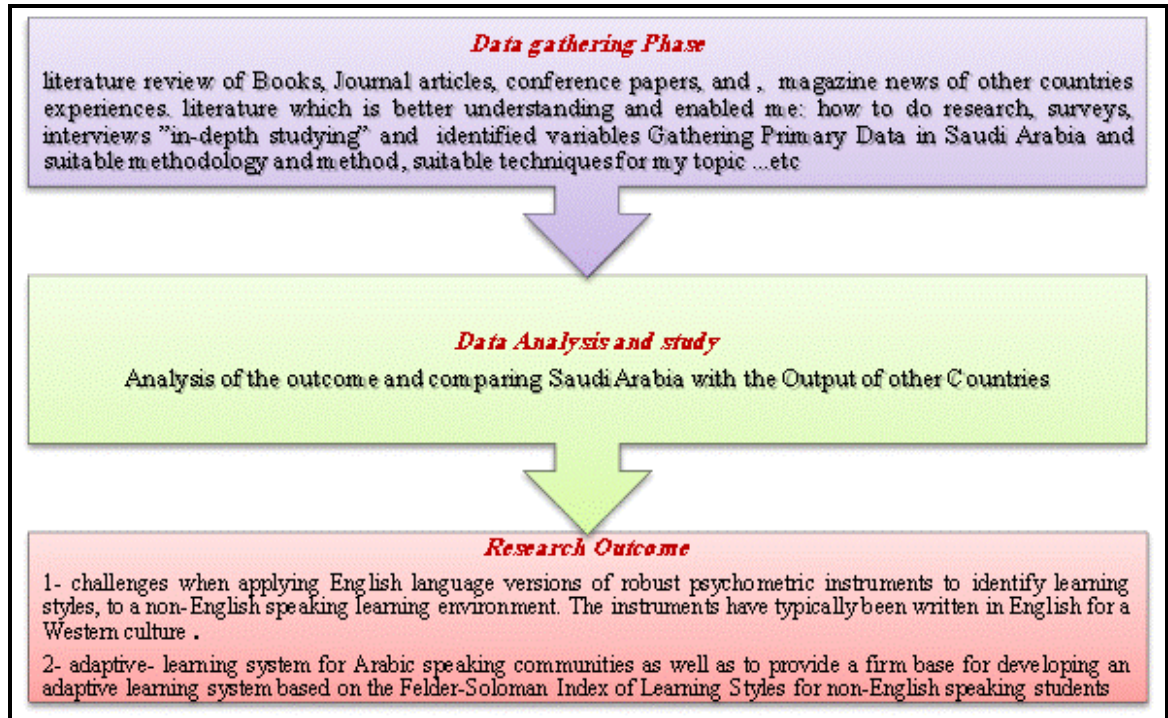 Data gathering Phase
literature review of Books, Journal articles, conference papers, and , magazine news of other countries
experiences. literature which is better understanding and enabled me: how to do research, surveys,
interviews ”in-depth studying” and identified variables Gathering Primary Data in Saudi Arabia and
suitable methodology and method, suitable techniques for my topic ...etc
Data Analysis and study
Analysis of the outcome and comparing Saudi Arabia with the Output of other Countries
Research Outcome
1- challenges when applying English language versions of robust psychometric instruments to identify learning
styles, to a non-English speaking learning environment. The instruments have typically been written in English for a
Western culture .
2- adaptive- learning system for Arabic speaking communities as well as to provide a firm base for developing an
adaptive learning system based on the Felder-Soloman Index of Learning Styles for non-English speaking students